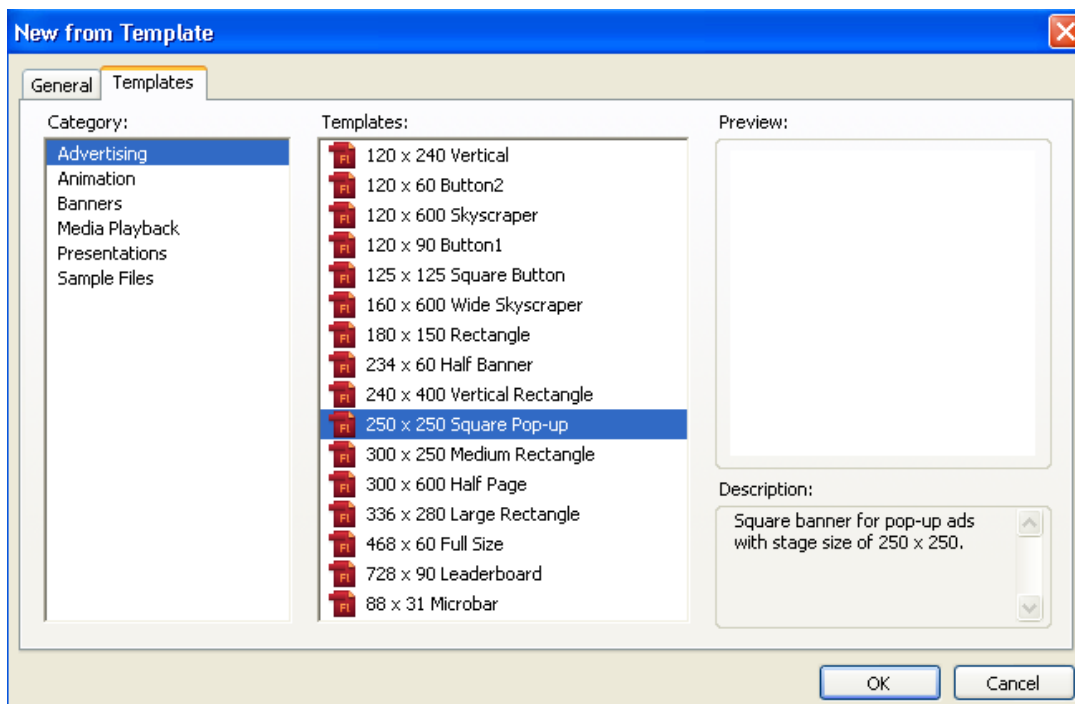 New from Template
General
Templates
Category:
Advertising
Animation
Banners
Media Playback
Presentations
Sample Files
Templates:
120 x 240 Vertical
120 x 60 Button2
120 x 600 Skyscraper
120 x 90 Button1
125 x 125 Square Button
160 x 600 Wide Skyscraper
180 x 150 Rectangle
234 x 60 Half Banner
240 x 400 Vertical Rectangle
250 x 250 Square Pop-up
300 x 250 Medium Rectangle
300 x 600 Half Page
336 x 280 Large Rectangle
468 x 60 Full Size
728 x 90 Leaderboard
88 x 31 Microbar
Preview:
Description:
Square banner for pop-up ads
with stage size of 250 x 250.
OK
Cancel